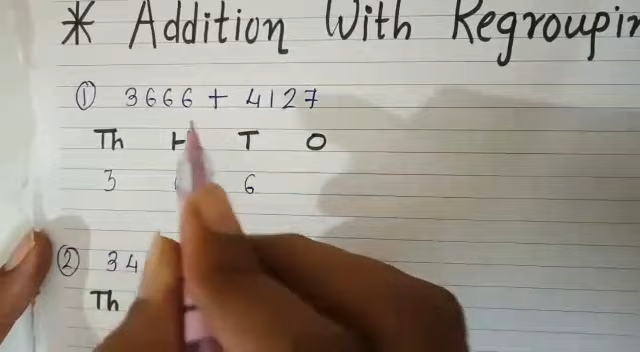 * Addition With Regroupin
① 3666 + 4127
Th H T O
3 6
② 34
Th